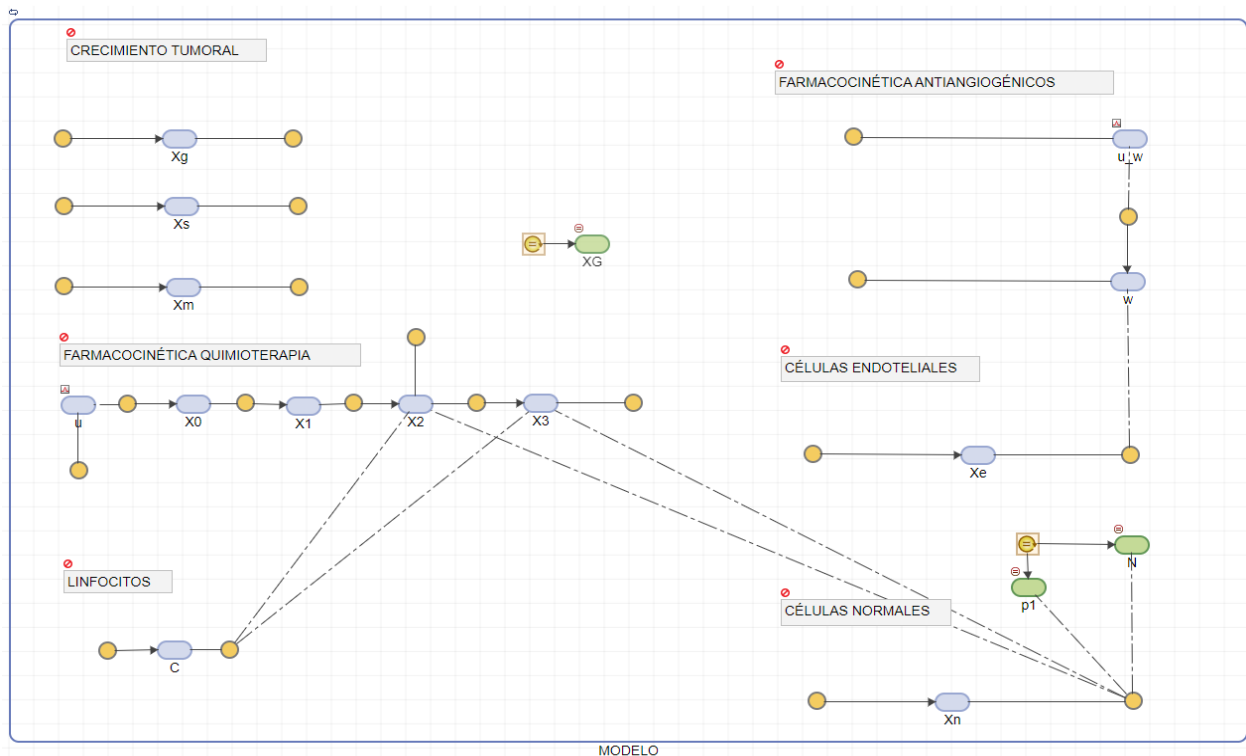 CRECIMIENTO TUMORAL
FARMACOCINÉTICA ANTIANGIOGÉNICOS
Xg
u_w
Xs
XG
w
Xm
FARMACOCINÉTICA QUIMIOTERAPIA
CÉLULAS ENDOTELIALES
u
X0
X1
X2
X3
Xe
N
LINFOCITOS
p1
CÉLULAS NORMALES
C
Xn
MODELO